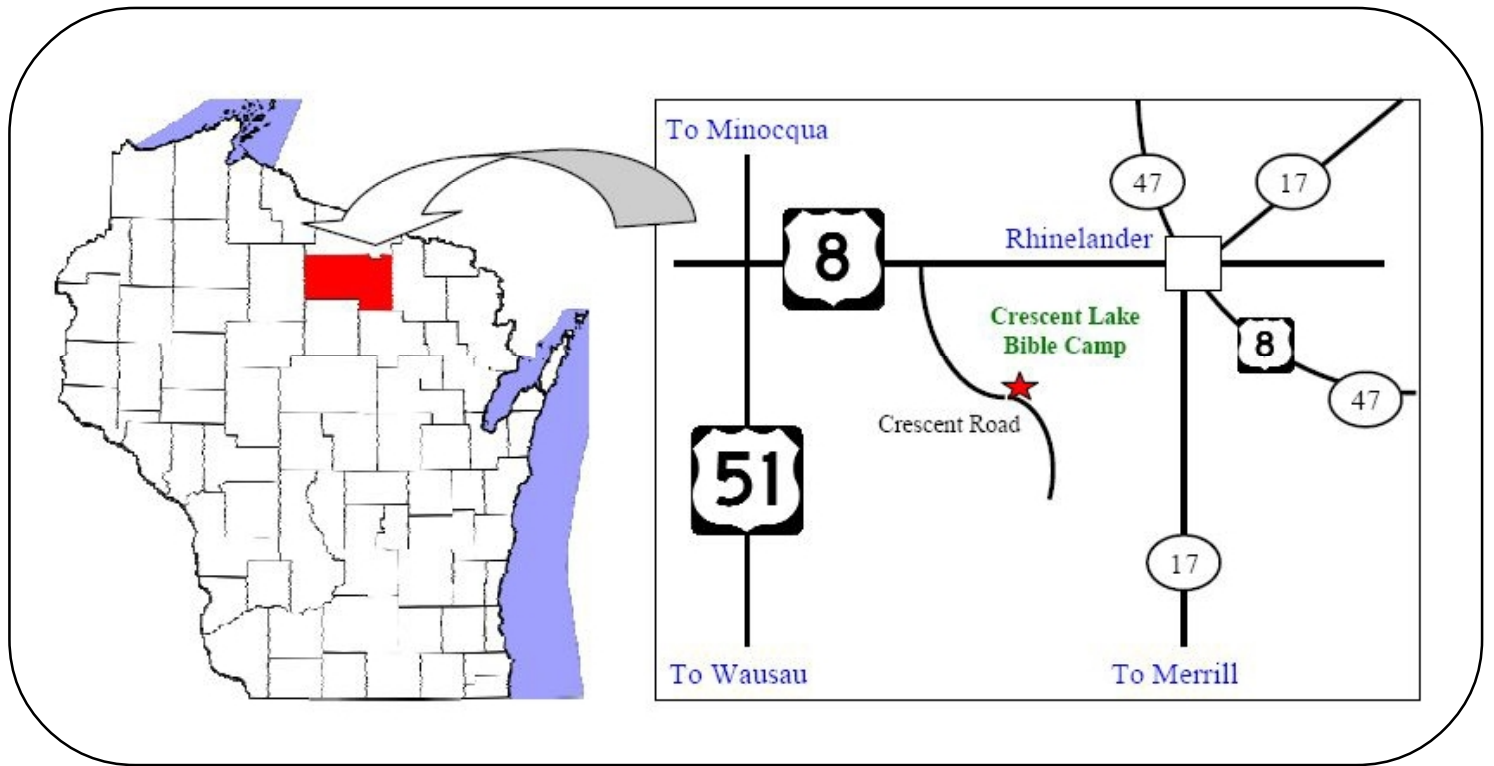 To Minocqua
47
17
Rhinelander
8
Crescent Lake
Bible Camp
8
47
Crescent Road
51
17
To Wausau
To Merrill